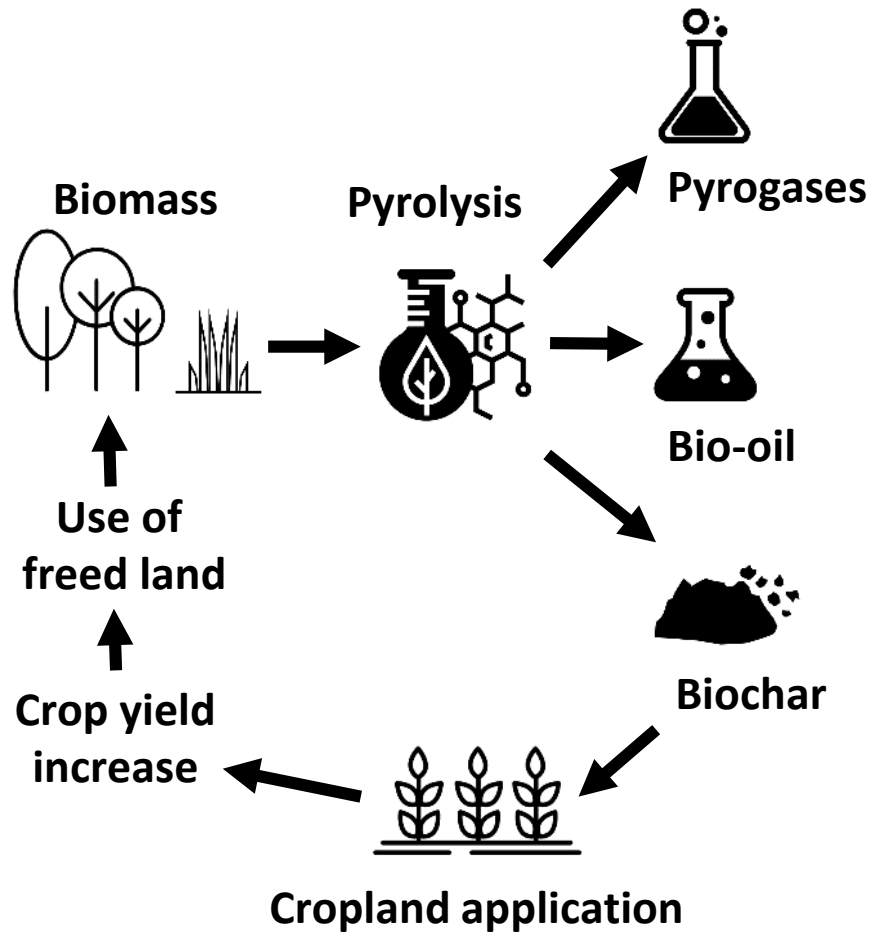 Biomass
Pyrolysis
Pyrogases
Bio-oil
Biochar
Cropland application
Crop yield
increase
Use of
freed land